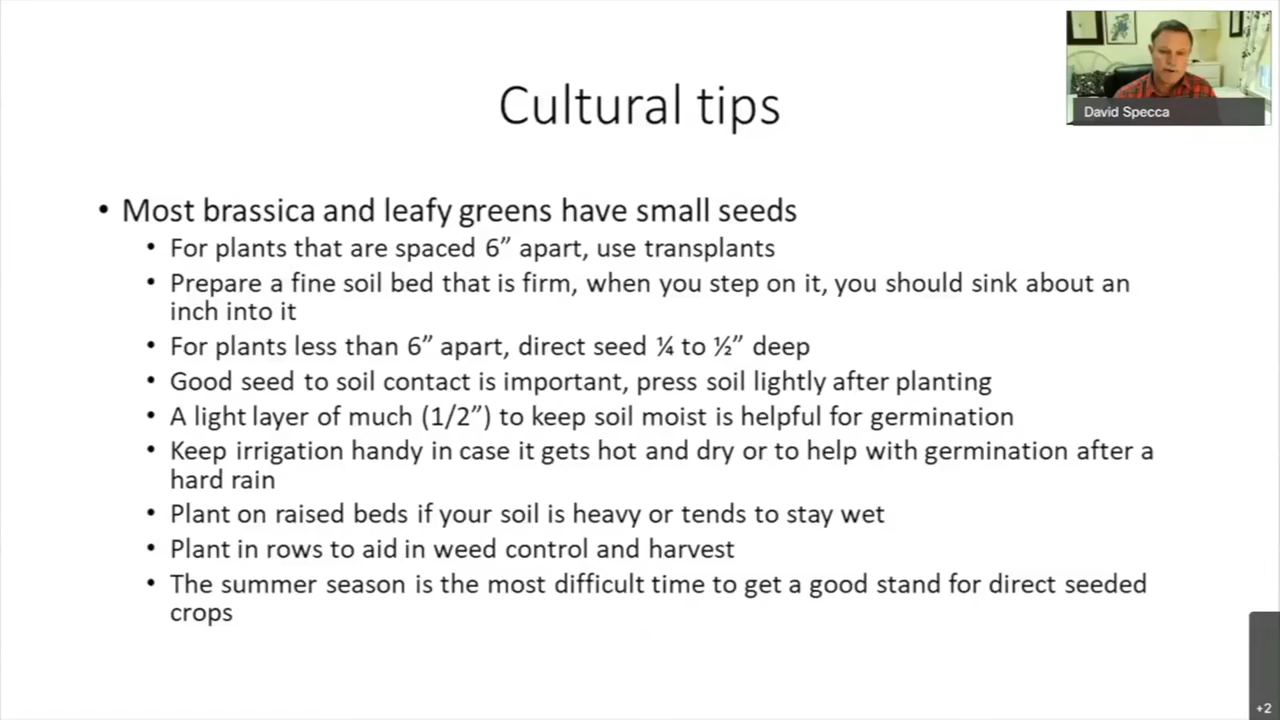 David Specca
Cultural tips
• Most brassica and leafy greens have small seeds
• For plants that are spaced 6” apart, use transplants
• Prepare a fine soil bed that is firm, when you step on it, you should sink about an
inch into it
• For plants less than 6” apart, direct seed ¼ to ½” deep
• Good seed to soil contact is important, press soil lightly after planting
• A light layer of much (1/2”) to keep soil moist is helpful for germination
• Keep irrigation handy in case it gets hot and dry or to help with germination after a
hard rain
• Plant on raised beds if your soil is heavy or tends to stay wet
• Plant in rows to aid in weed control and harvest
• The summer season is the most difficult time to get a good stand for direct seeded
crops
+2